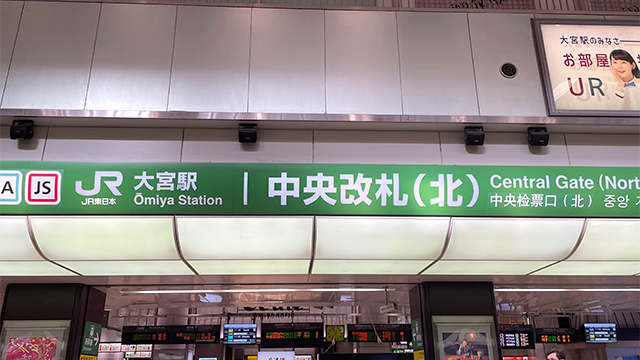 大宮駅のみなさ
お部屋
UR
A JS JR 大宮駅 中央改札(北) Central Gate (Nort
JR東日本 Ōmiya Station 中央检票口(北) 중앙